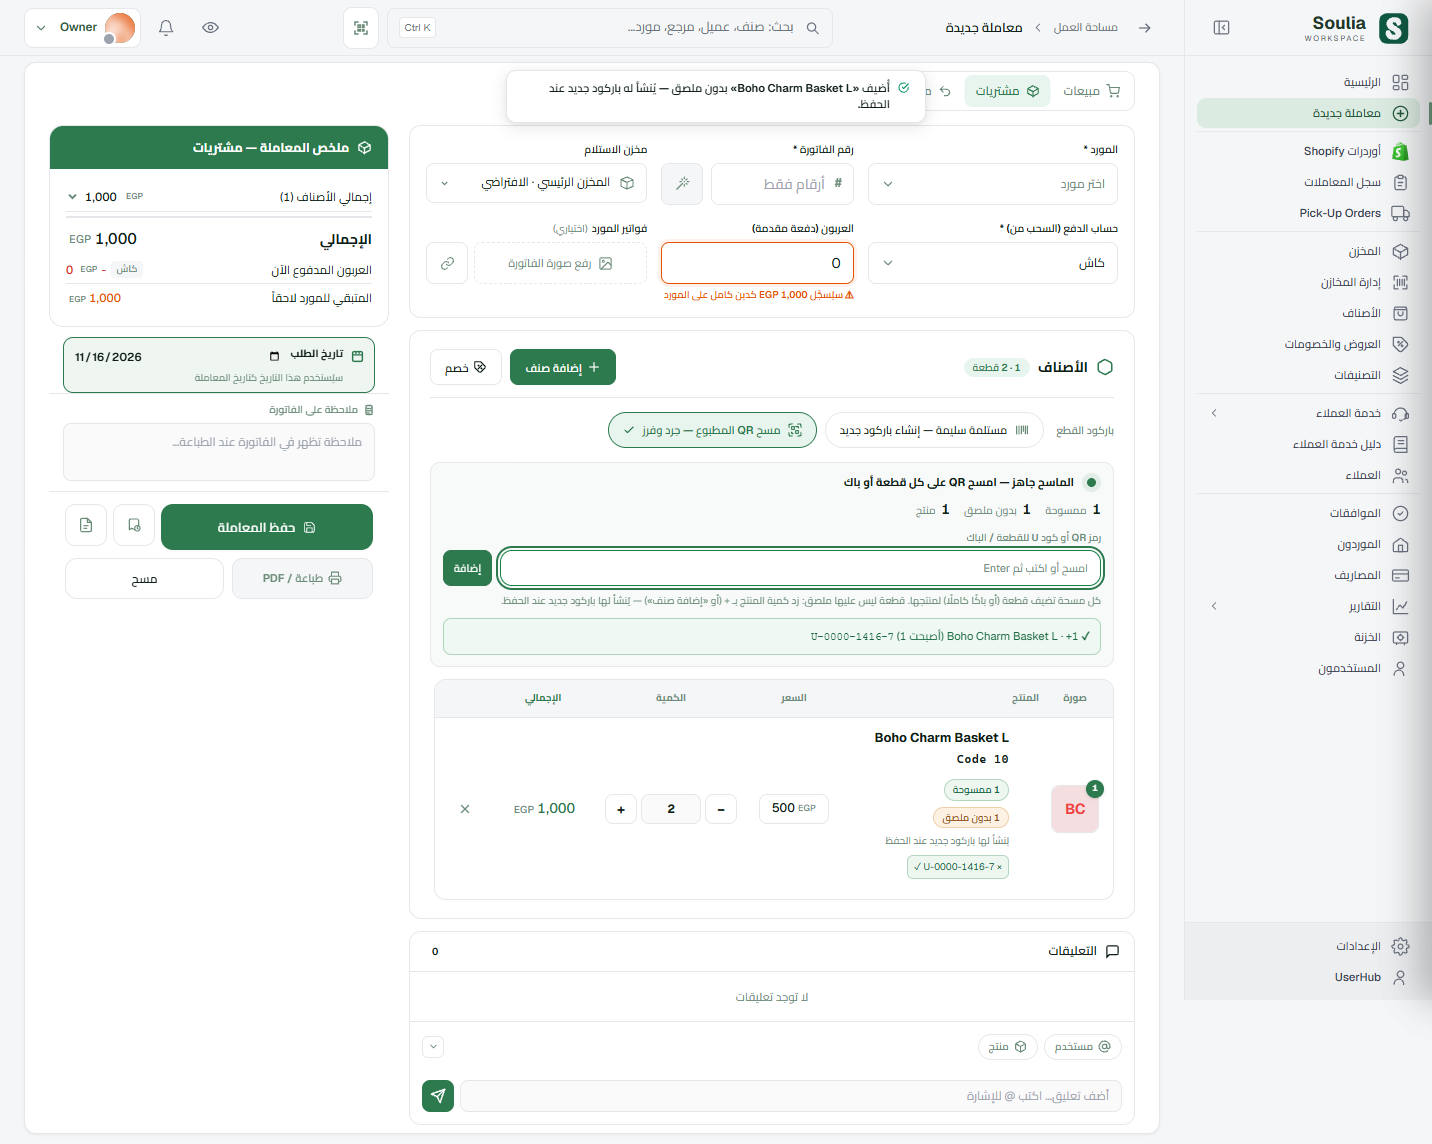 Soulia
WORKSPACE
الرئيسية
معاملة جديدة
أوردرات Shopify
سجل المعاملات
Pick-Up Orders
المخزن
إدارة المخازن
الأصناف
العروض والخصومات
التصنيفات
خدمة العملاء
دليل خدمة العملاء
العملاء
الموافقات
الموردون
المصاريف
التقارير
الخزنة
المستخدمون
الإعدادات
UserHub
مساحة العمل
معاملة جديدة
بحث: صنف، عميل، مرجع، مورد...
Ctrl K
Owner
مبيعات
مشتريات
أضيف «Boho Charm Basket L» بدون ملصق — يُنشأ له باركود جديد عند
الحفظ.
المورد *
رقم الفاتورة *
مخزن الاستلام
اختر مورد
# أرقام فقط
المخزن الرئيسي · الافتراضي
حساب الدفع (السحب من) *
العربون (دفعة مقدمة)
فواتير المورد (اختياري)
كاش
0
رفع صورة الفاتورة
⚠ سيُسجَّل EGP 1,000 كدين كامل على المورد
الأصناف
1 · 2 قطعة
إضافة صنف
خصم
باركود القطع
مستلمة سليمة — إنشاء باركود جديد
مسح QR المطبوع — جرد وفرز ✓
الماسح جاهز — امسح QR على كل قطعة أو باك
1 ممسوحة
1 بدون ملصق
1 منتج
رمز QR أو كود U للقطعة / الباك
امسح أو اكتب ثم Enter
إضافة
كل مسحة تضيف قطعة (أو باكًا كاملًا) لمنتجها. قطعة ليس عليها ملصق: زد كمية المنتج بـ + (أو «إضافة صنف») — يُنشأ لها باركود جديد عند الحفظ.
✓ Boho Charm Basket L · +1 (أصبحت 1) U-0000-1416-7
صورة
المنتج
السعر
الكمية
الإجمالي
1
BC
Boho Charm Basket L
Code 10
1 ممسوحة
1 بدون ملصق
يُنشأ لها باركود جديد عند الحفظ
✓ U-0000-1416-7 ×
500 EGP
−
2
+
EGP 1,000
×
التعليقات
0
لا توجد تعليقات
مستخدم
منتج
أضف تعليق... اكتب @ للإشارة
ملخص المعاملة — مشتريات
إجمالي الأصناف (1)
1,000 EGP
الإجمالي
EGP 1,000
العربون المدفوع الآن
كاش
0 EGP -
المتبقي للمورد لاحقاً
EGP 1,000
تاريخ الطلب
11/16/2026
سيُستخدم هذا التاريخ كتاريخ المعاملة
ملاحظة على الفاتورة
ملاحظة تظهر في الفاتورة عند الطباعة...
حفظ المعاملة
طباعة / PDF
مسح